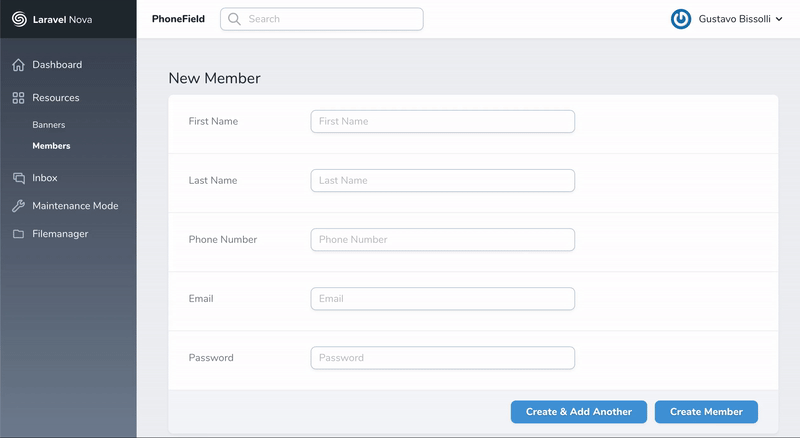 Laravel Nova
PhoneField
Search
Gustavo Bissolli
Dashboard
Resources
Banners
Members
Inbox
Maintenance Mode
Filemanager
New Member
First Name
First Name
Last Name
Last Name
Phone Number
Phone Number
Email
Email
Password
Password
Create & Add Another
Create Member